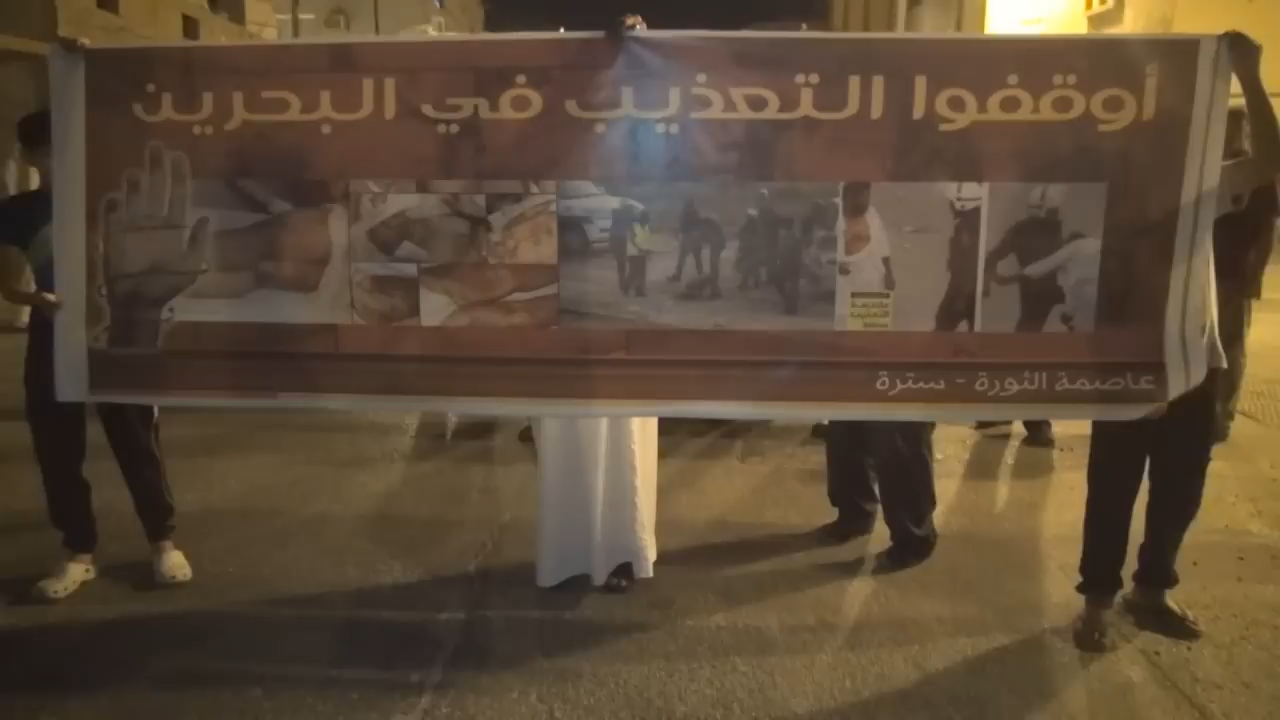 أوقفوا التعذيب في البحرين
عاصمة الثورة - سترة